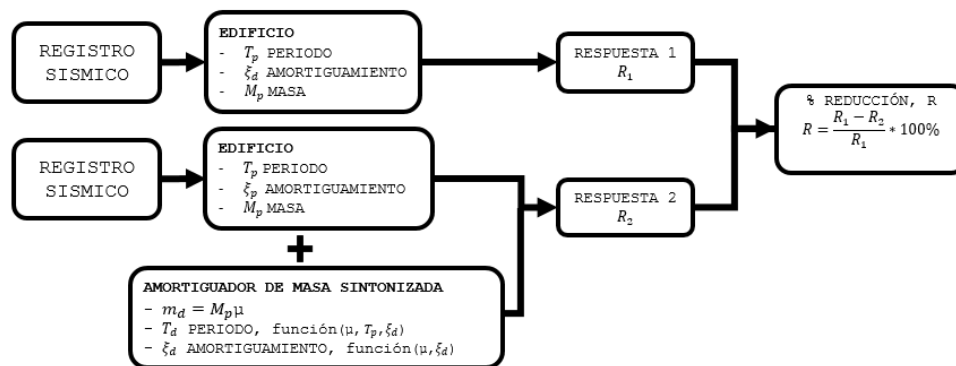 REGISTRO
SISMICO
EDIFICIO
- T_p PERIODO
- ξ_d AMORTIGUAMIENTO
- M_p MASA
RESPUESTA 1
R_1
% REDUCCIÓN, R
R = (R_1 − R_2)/R_1 * 100%
REGISTRO
SISMICO
EDIFICIO
- T_p PERIODO
- ξ_p AMORTIGUAMIENTO
- M_p MASA
RESPUESTA 2
R_2
+
AMORTIGUADOR DE MASA SINTONIZADA
- m_d = M_pμ
- T_d PERIODO, función(μ, T_p, ξ_d)
- ξ_d AMORTIGUAMIENTO, función(μ, ξ_d)